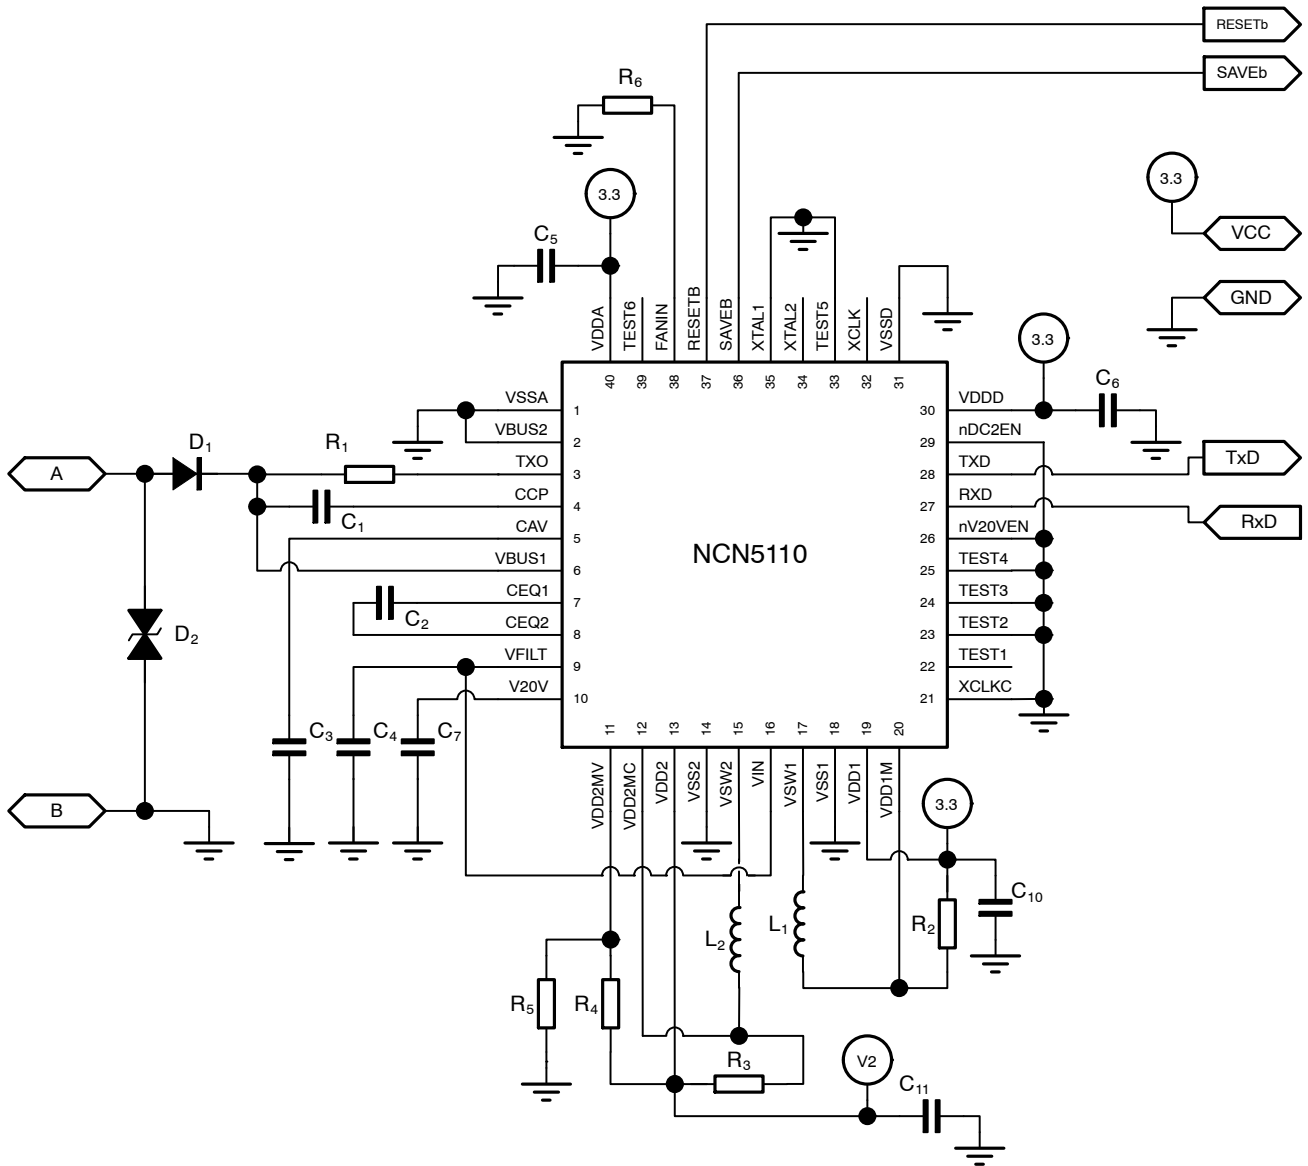 RESETb
R6
SAVEb
3.3
3.3
C5
VCC
GND
VDDA
TEST6
FANIN
RESETB
SAVEB
XTAL1
XTAL2
TEST5
XCLK
VSSD
3.3
40 39 38 37 36 35 34 33 32 31
C6
VSSA 1
30 VDDD
VBUS2 2
29 nDC2EN
A
D1
R1
TXO 3
28 TXD
TxD
C1
CCP 4
27 RXD
RxD
CAV 5
26 nV20VEN
NCN5110
VBUS1 6
25 TEST4
C2
CEQ1 7
24 TEST3
D2
CEQ2 8
23 TEST2
VFILT 9
22 TEST1
V20V 10
21 XCLKC
11 12 13 14 15 16 17 18 19 20
C3
C4
C7
VDD2MV
VDD2MC
VDD2
VSS2
VSW2
VIN
VSW1
VSS1
VDD1
VDD1M
3.3
B
C10
L2
L1
R2
R5
R4
R3
V2
C11